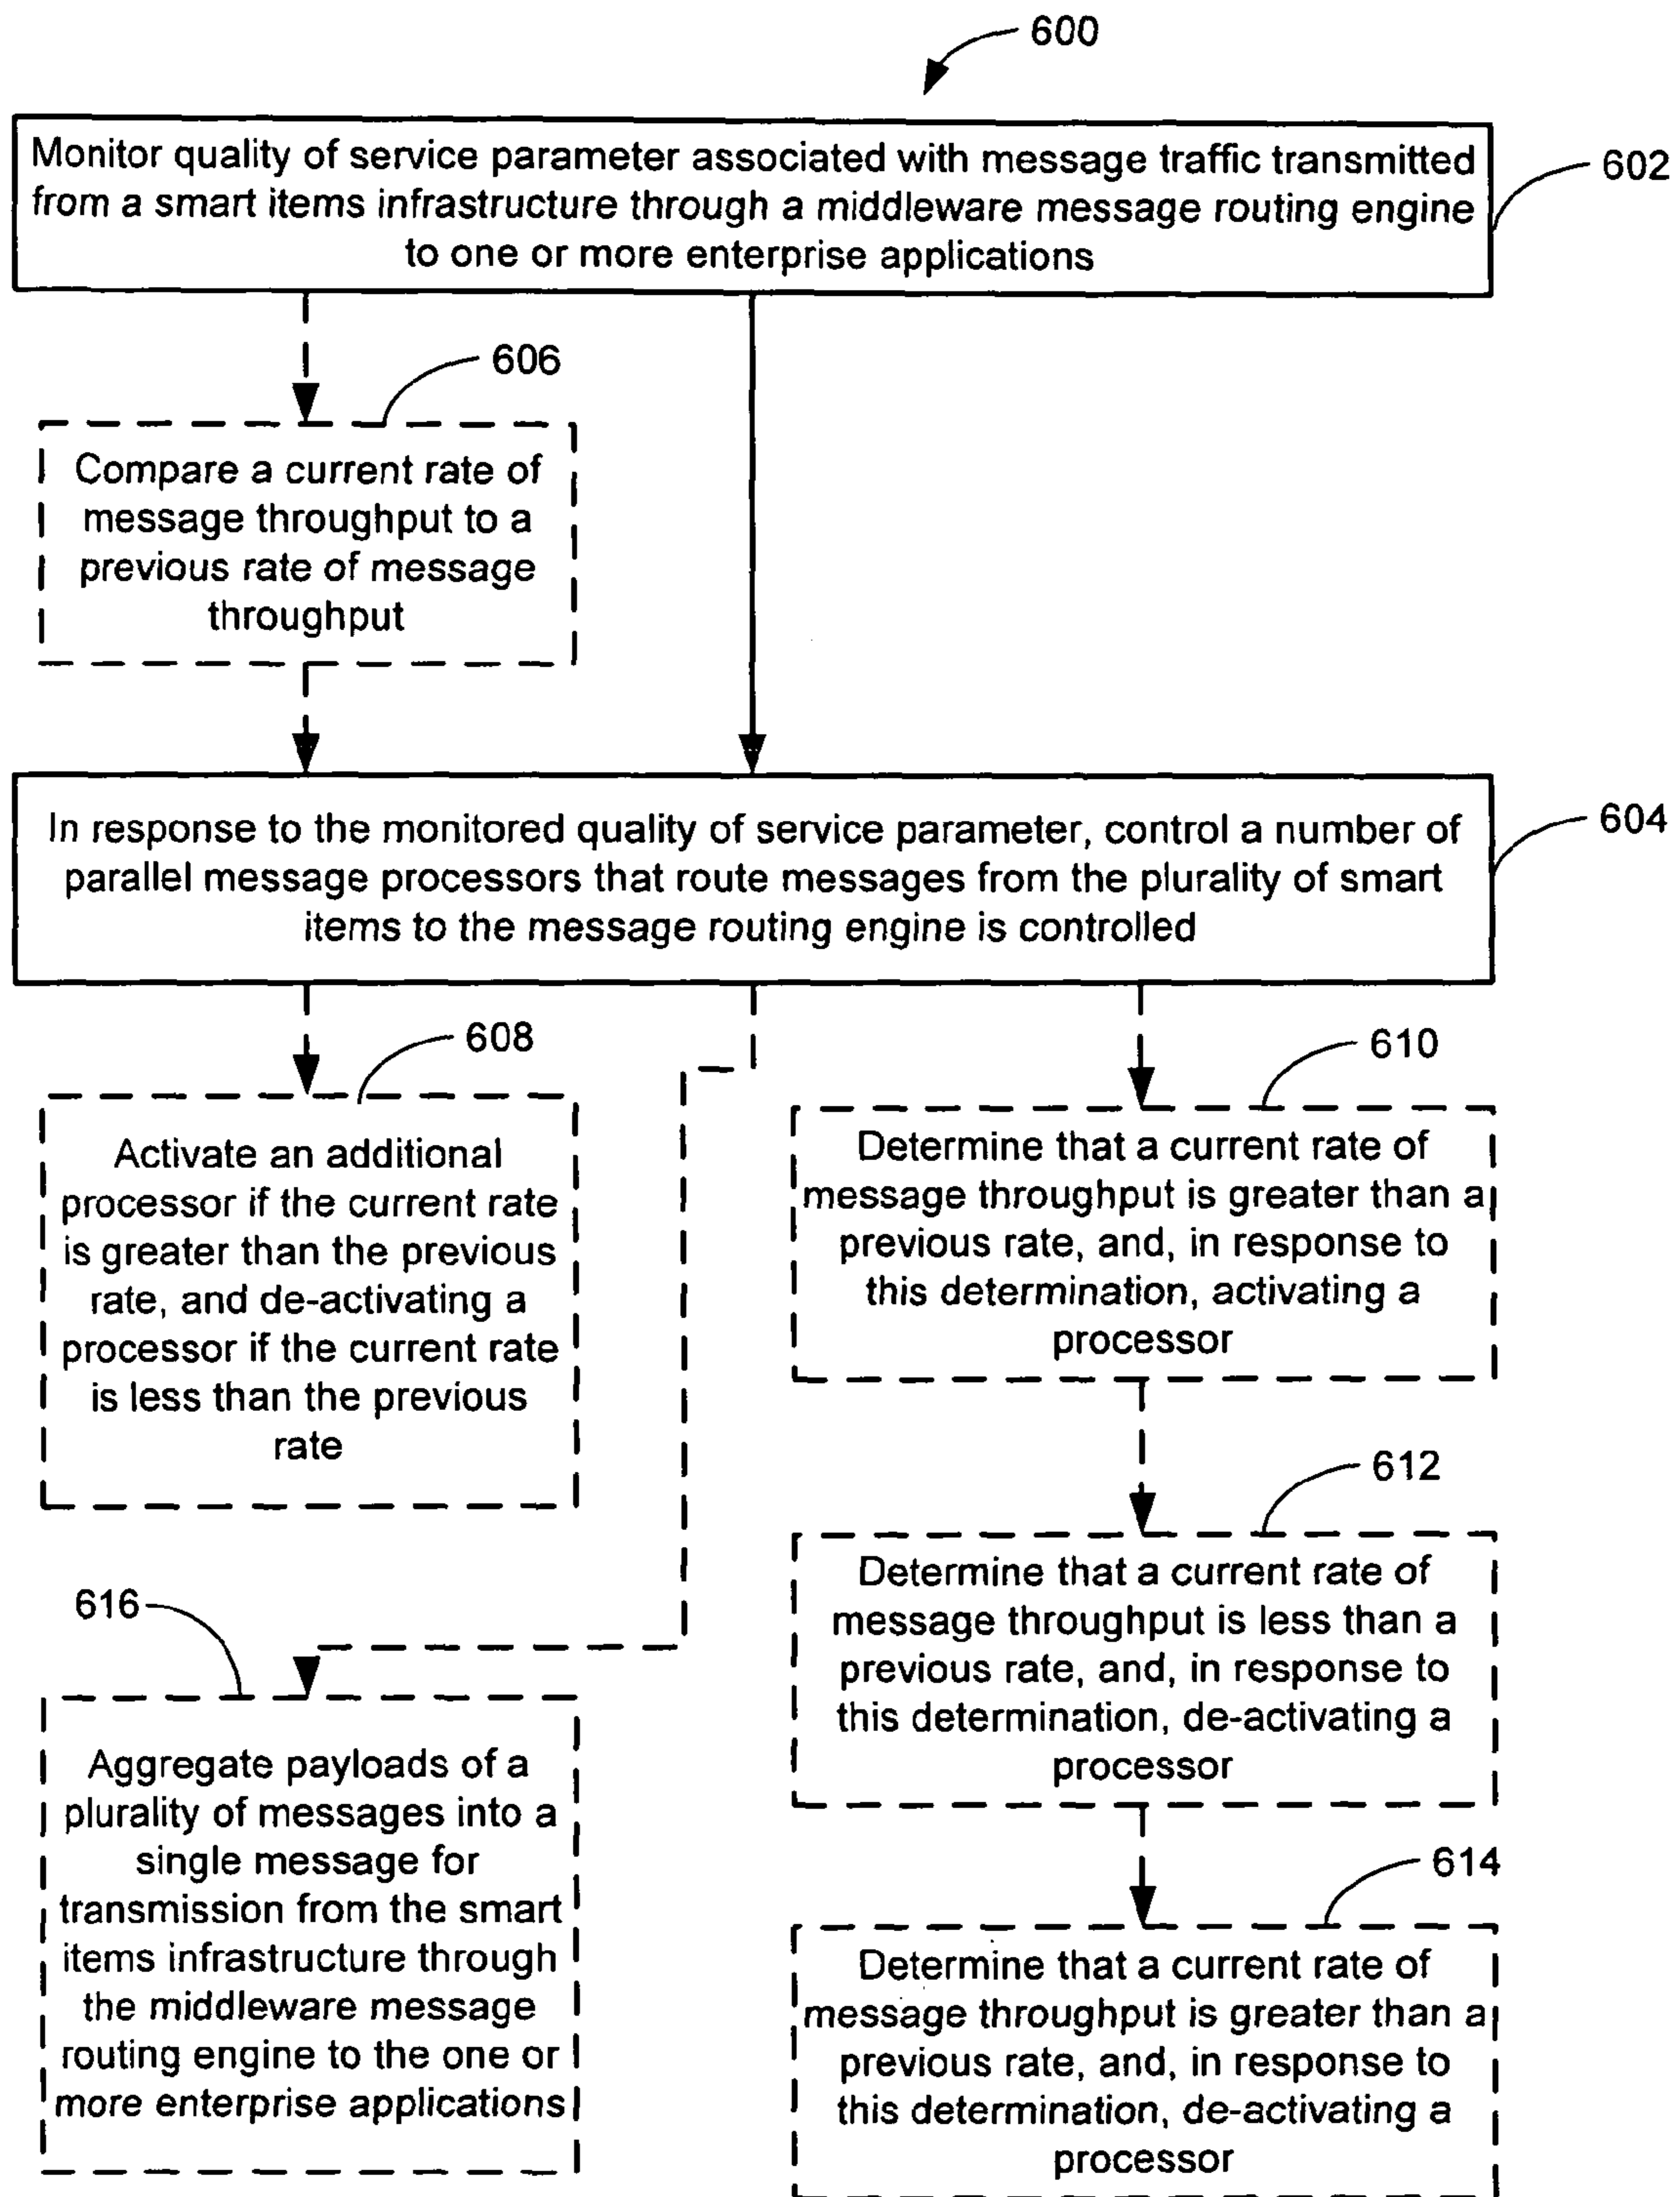 600
Monitor quality of service parameter associated with message traffic transmitted
from a smart items infrastructure through a middleware message routing engine
to one or more enterprise applications
602
606
Compare a current rate of
message throughput to a
previous rate of message
throughput
In response to the monitored quality of service parameter, control a number of
parallel message processors that route messages from the plurality of smart
items to the message routing engine is controlled
604
608
Activate an additional
processor if the current rate
is greater than the previous
rate, and de-activating a
processor if the current rate
is less than the previous
rate
610
Determine that a current rate of
message throughput is greater than a
previous rate, and, in response to
this determination, activating a
processor
612
Determine that a current rate of
message throughput is less than a
previous rate, and, in response to
this determination, de-activating a
processor
616
Aggregate payloads of a
plurality of messages into a
single message for
transmission from the smart
items infrastructure through
the middleware message
routing engine to the one or
more enterprise applications
614
Determine that a current rate of
message throughput is greater than a
previous rate, and, in response to
this determination, de-activating a
processor